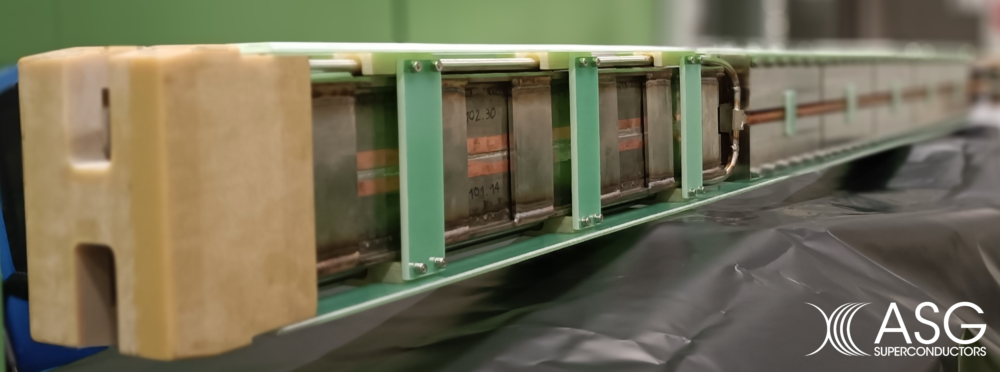 102.30
101.14
ASG
SUPERCONDUCTORS